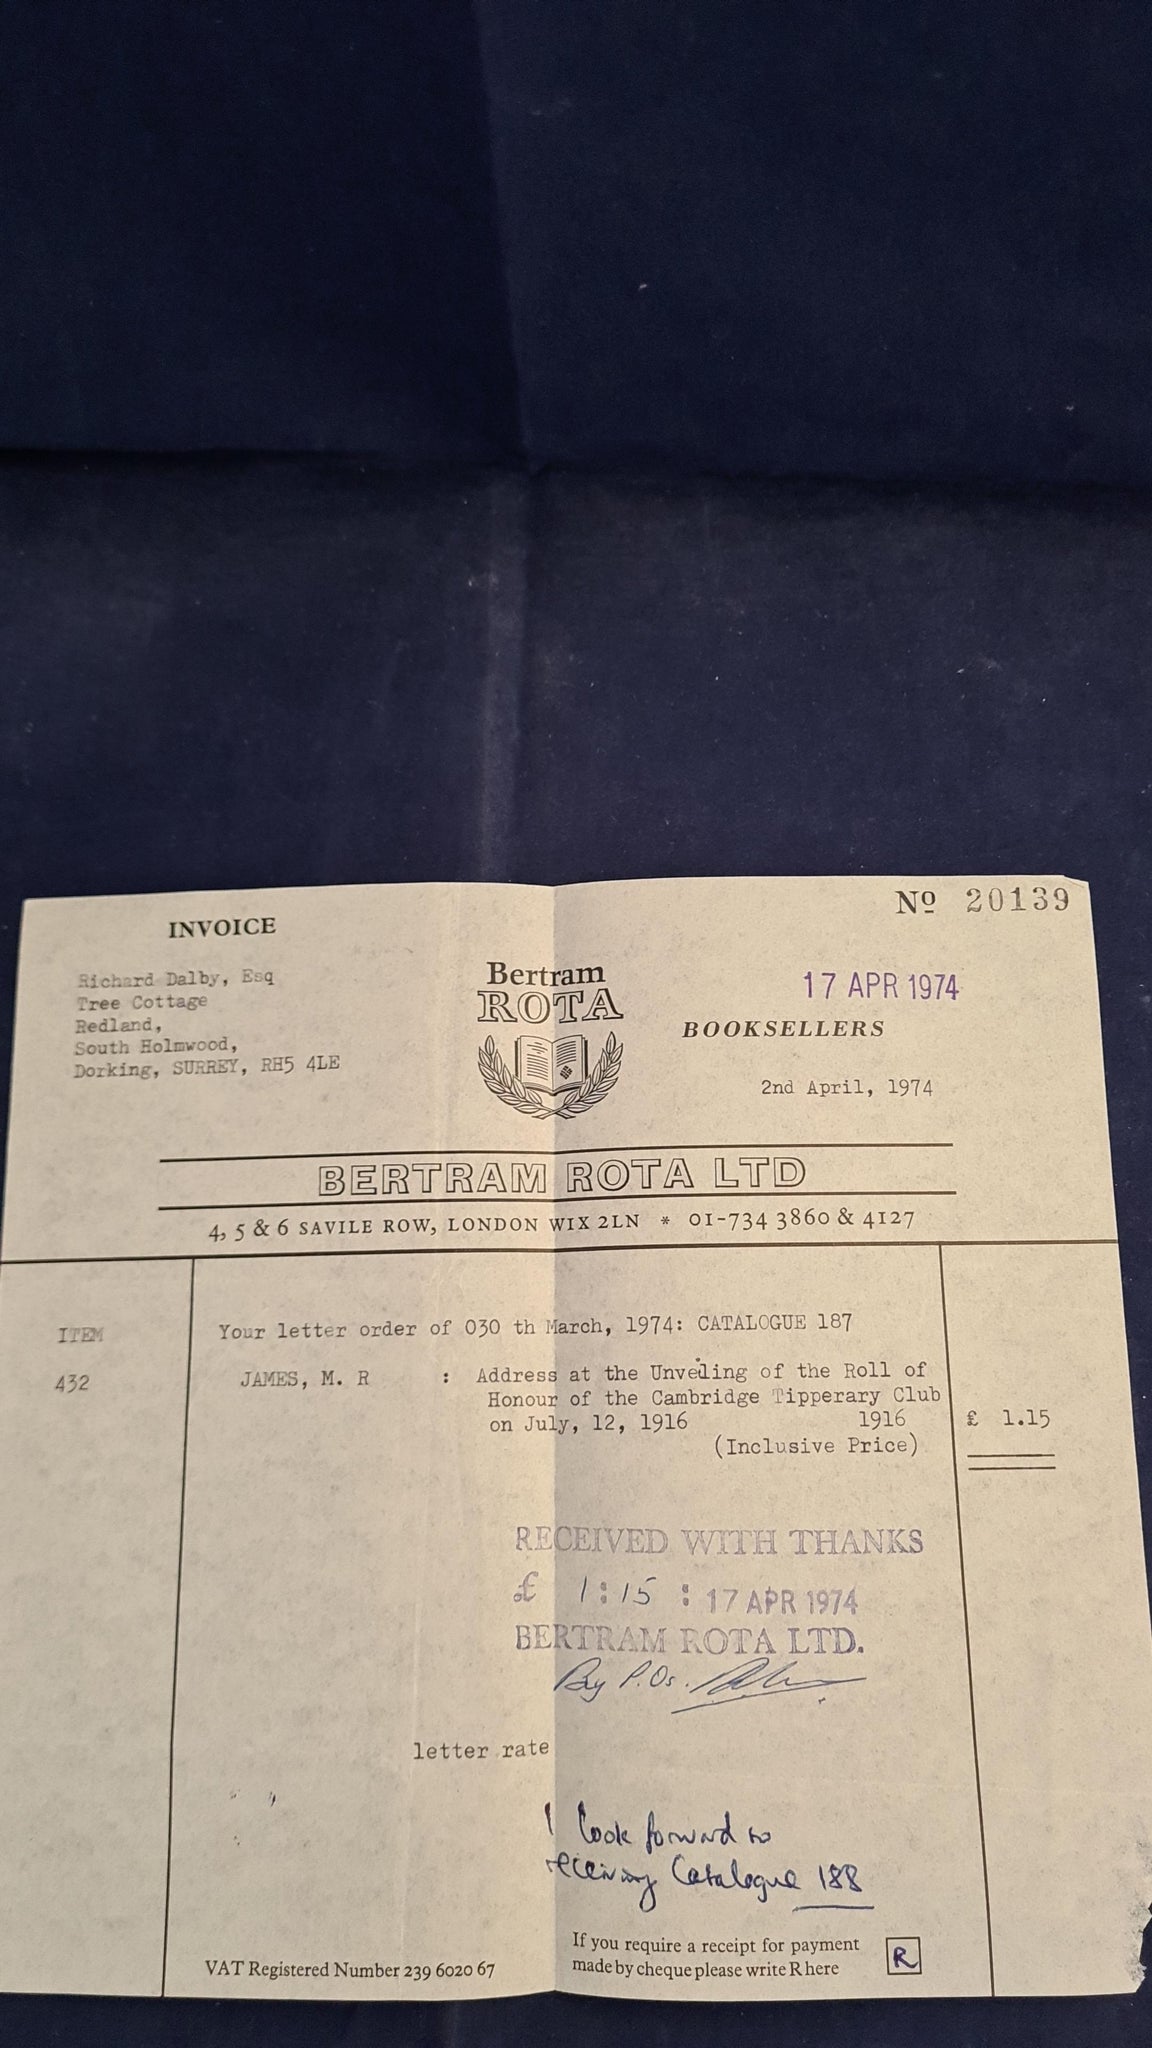 INVOICE
Nº 20139
Richard Dalby, Esq
Tree Cottage
Redland,
South Holmwood,
Dorking, SURREY, RH5 4LE
Bertram
ROTA
BOOKSELLERS
17 APR 1974
2nd April, 1974
BERTRAM ROTA LTD
4, 5 & 6 SAVILE ROW, LONDON W1X 2LN * 01-734 3860 & 4127
ITEM
Your letter order of 030 th March, 1974: CATALOGUE 187
432 JAMES, M. R : Address at the Unveling of the Roll of
Honour of the Cambridge Tipperary Club
on July, 12, 1916 1916 £ 1.15
(Inclusive Price)
RECEIVED WITH THANKS
£ 1:15 : 17 APR 1974
BERTRAM ROTA LTD.
By P.Os.
letter rate
I look forward to
receiving Catalogue 188
If you require a receipt for payment
made by cheque please write R here
R
VAT Registered Number 239 6020 67